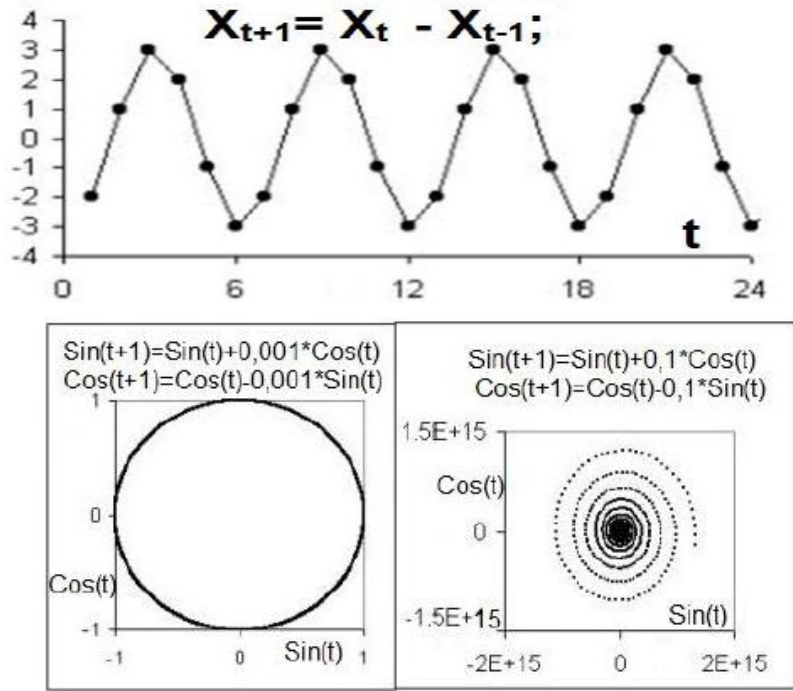 X_t+1= X_t - X_t-1;
4
3
2
1
0
-1
-2
-3
-4
t
0 6 12 18 24
Sin(t+1)=Sin(t)+0,001*Cos(t)
Cos(t+1)=Cos(t)-0,001*Sin(t)
1
0
Cos(t)
-1
Sin(t)
-1 0 1
Sin(t+1)=Sin(t)+0,1*Cos(t)
Cos(t+1)=Cos(t)-0,1*Sin(t)
1.5E+15
Cos(t)
0
-1.5E+15
Sin(t)
-2E+15 0 2E+15